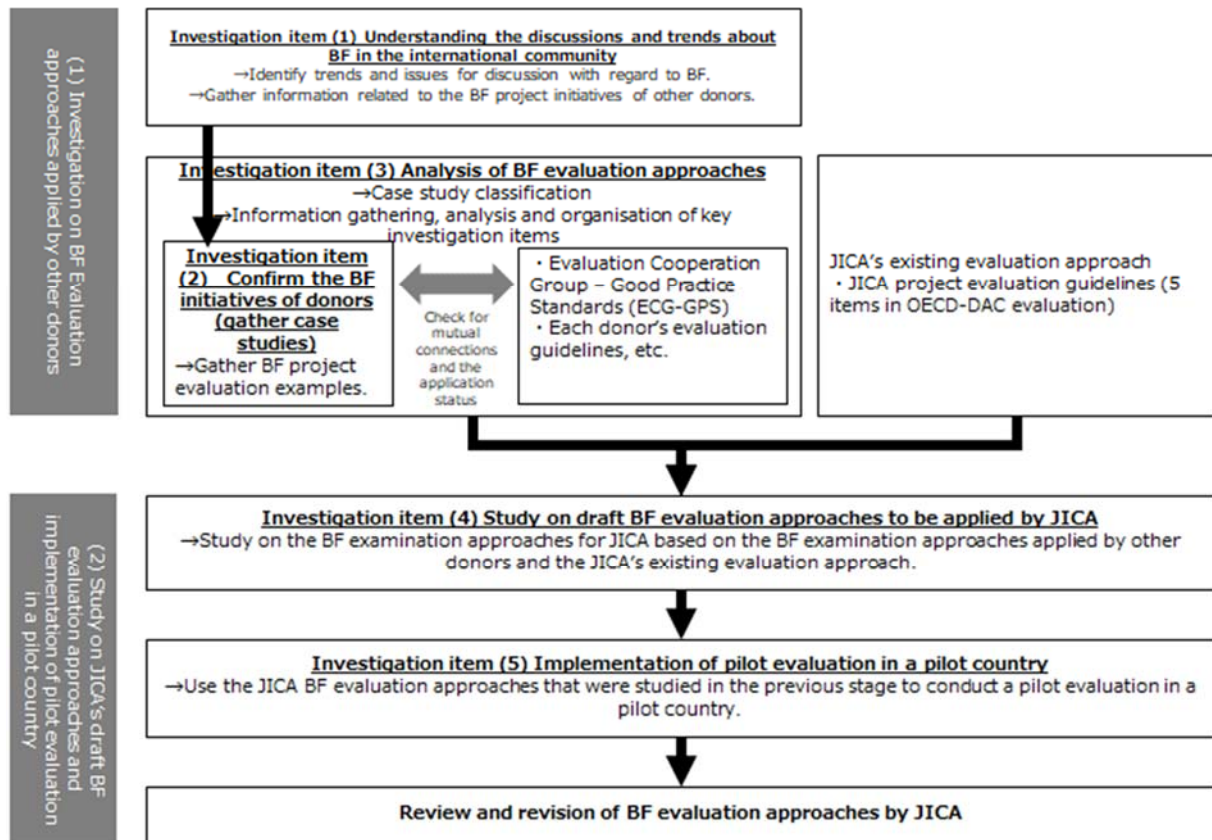 (1) Investigation on BF Evaluation
approaches applied by other donors
Investigation item (1) Understanding the discussions and trends about
BF in the international community
→Identify trends and issues for discussion with regard to BF.
→Gather information related to the BF project initiatives of other donors.
Investigation item (3) Analysis of BF evaluation approaches
→Case study classification
→Information gathering, analysis and organisation of key
investigation items
Investigation item
(2) Confirm the BF
initiatives of donors
(gather case
studies)
→Gather BF project
evaluation examples.
Check for
mutual
connections
and the
application
status
・Evaluation Cooperation
Group – Good Practice
Standards (ECG-GPS)
・Each donor's evaluation
guidelines, etc.
JICA's existing evaluation approach
・JICA project evaluation guidelines (5
items in OECD-DAC evaluation)
(2) Study on JICA's draft BF
evaluation approaches and
implementation of pilot evaluation
in a pilot country
Investigation item (4) Study on draft BF evaluation approaches to be applied by JICA
→Study on the BF examination approaches for JICA based on the BF examination approaches applied by other
donors and the JICA's existing evaluation approach.
Investigation item (5) Implementation of pilot evaluation in a pilot country
→Use the JICA BF evaluation approaches that were studied in the previous stage to conduct a pilot evaluation in a
pilot country.
Review and revision of BF evaluation approaches by JICA